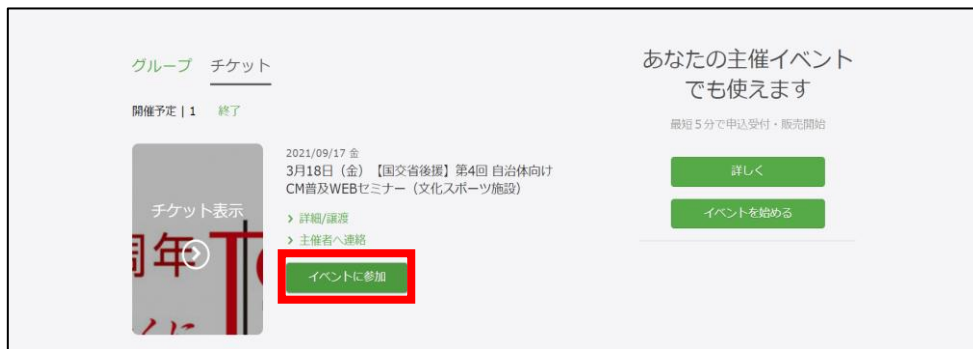 グループ チケット
開催予定 | 1 終了
チケット表示
周年 T
くに
2021/09/17 金
3月18日（金）【国交省後援】第4回 自治体向け
CM普及WEBセミナー（文化スポーツ施設）
> 詳細/譲渡
> 主催者へ連絡
イベントに参加
あなたの主催イベント
でも使えます
最短5分で申込受付・販売開始
詳しく
イベントを始める